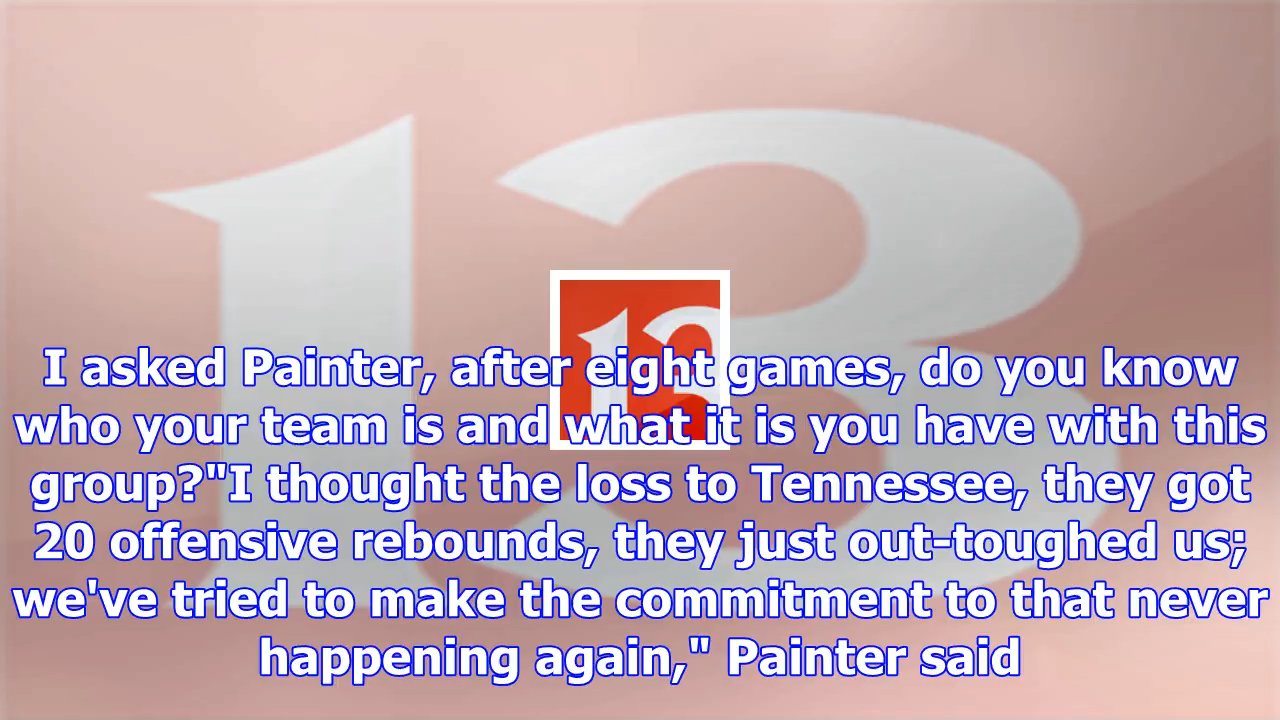 13
13
I asked Painter, after eight games, do you know
who your team is and what it is you have with this
group?"I thought the loss to Tennessee, they got
20 offensive rebounds, they just out-toughed us;
we've tried to make the commitment to that never
happening again," Painter said